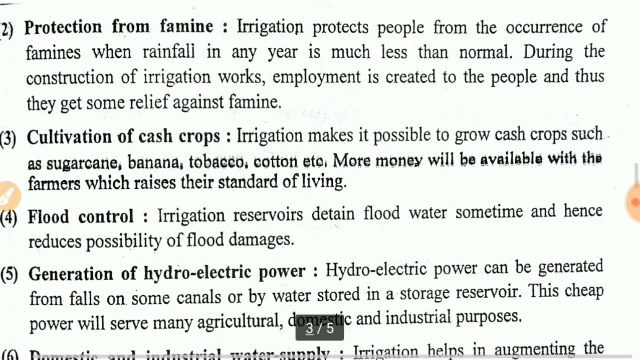 (2) Protection from famine : Irrigation protects people from the occurrence of
famines when rainfall in any year is much less than normal. During the
construction of irrigation works, employment is created to the people and thus
they get some relief against famine.
(3) Cultivation of cash crops : Irrigation makes it possible to grow cash crops such
as sugarcane, banana, tobacco, cotton etc. More money will be available with the
farmers which raises their standard of living.
(4) Flood control : Irrigation reservoirs detain flood water sometime and hence
reduces possibility of flood damages.
(5) Generation of hydro-electric power : Hydro-electric power can be generated
from falls on some canals or by water stored in a storage reservoir. This cheap
power will serve many agricultural, domestic and industrial purposes.
3 / 5
(6) Domestic and industrial water-supply : Irrigation helps in augmenting the